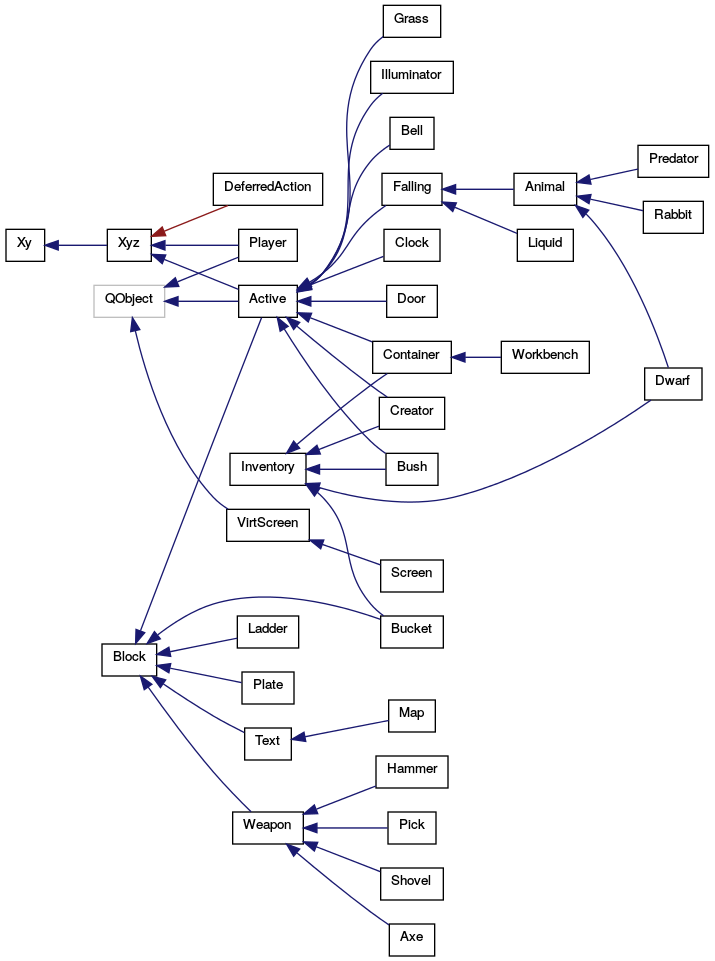 Grass
Illuminator
Bell
Predator
DeferredAction
Falling
Animal
Rabbit
Xy
Xyz
Player
Clock
Liquid
QObject
Active
Door
Container
Workbench
Dwarf
Creator
Inventory
Bush
VirtScreen
Screen
Ladder
Bucket
Block
Plate
Text
Map
Hammer
Weapon
Pick
Shovel
Axe